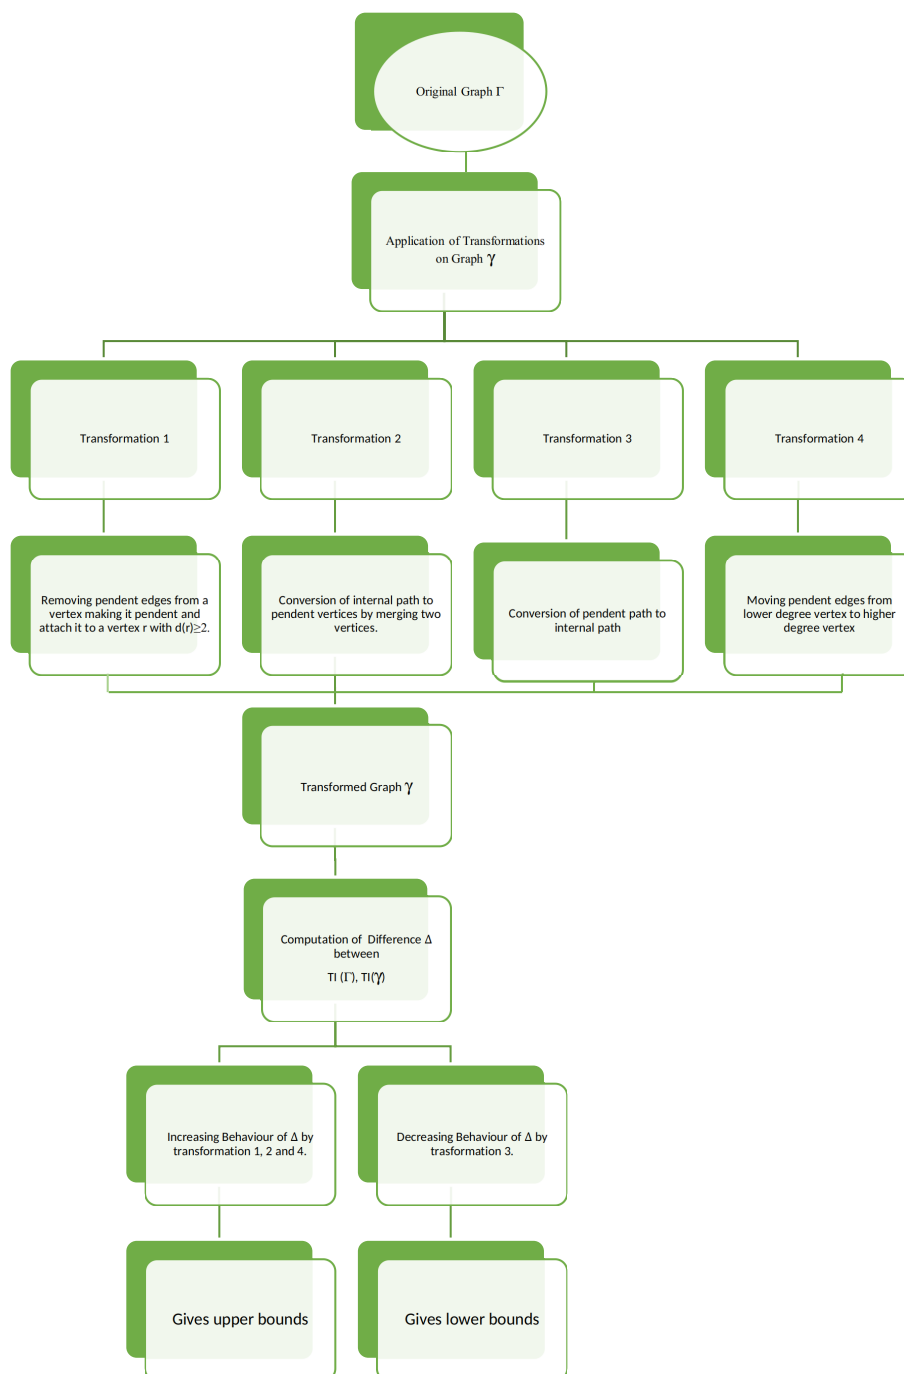 Original Graph Γ
Application of Transformations
on Graph γ
Transformation 1
Transformation 2
Transformation 3
Transformation 4
Removing pendent edges from a
vertex making it pendent and
attach it to a vertex r with d(r)≥2.
Conversion of internal path to
pendent vertices by merging two
vertices.
Conversion of pendent path to
internal path
Moving pendent edges from
lower degree vertex to higher
degree vertex
Transformed Graph γ
Computation of Difference Δ
between
TI (Γ), TI(γ)
Increasing Behaviour of Δ by
transformation 1, 2 and 4.
Decreasing Behaviour of Δ by
trasformation 3.
Gives upper bounds
Gives lower bounds